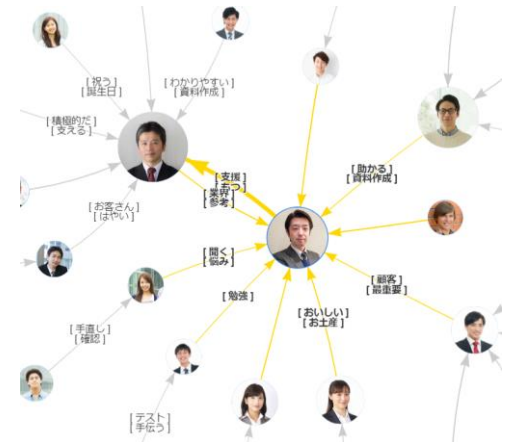 [ 祝う ]
[ 誕生日 ]
[ わかりやすい ]
[ 資料作成 ]
[ 積極的だ ]
[ 支える ]
[ 支援 ]
[ もつ ]
[ 業界 ]
[ 参考 ]
[ 助かる ]
[ 資料作成 ]
[ お客さん ]
[ はやい ]
[ 聞く ]
[ 悩み ]
[ 顧客 ]
[ 最重要 ]
[ 勉強 ]
[ おいしい ]
[ お土産 ]
[ 手直し ]
[ 確認 ]
[ テスト ]
[ 手伝う ]